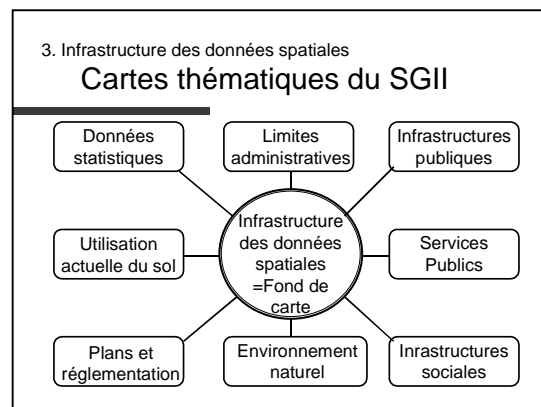 3. Infrastructure des données spatiales
Cartes thématiques du SGII
Données
statistiques
Limites
administratives
Infrastructures
publiques
Utilisation
actuelle du sol
Infrastructure
des données
spatiales
=Fond de
carte
Services
Publics
Plans et
réglementation
Environnement
naturel
Inrastructures
sociales